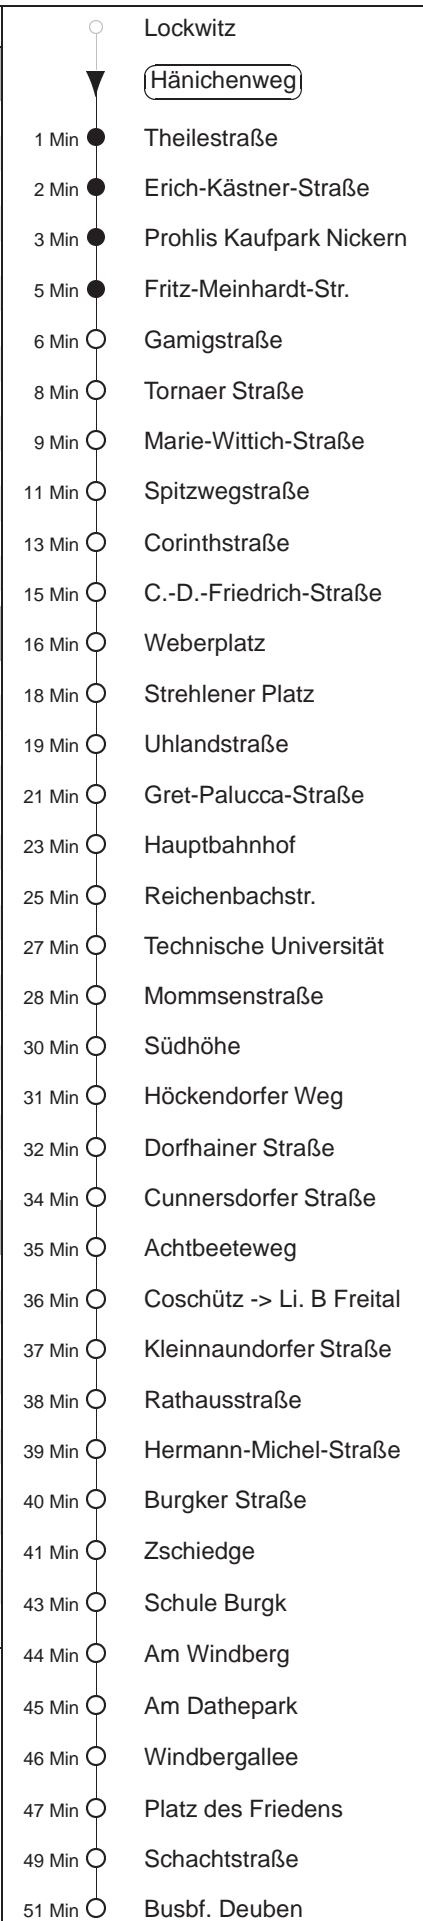 Lockwitz
Hänichenweg
1 Min Theilestraße
2 Min Erich-Kästner-Straße
3 Min Prohlis Kaufpark Nickern
5 Min Fritz-Meinhardt-Str.
6 Min Gamigstraße
8 Min Tornaer Straße
9 Min Marie-Wittich-Straße
11 Min Spitzwegstraße
13 Min Corinthstraße
15 Min C.-D.-Friedrich-Straße
16 Min Weberplatz
18 Min Strehlener Platz
19 Min Uhlandstraße
21 Min Gret-Palucca-Straße
23 Min Hauptbahnhof
25 Min Reichenbachstr.
27 Min Technische Universität
28 Min Mommsenstraße
30 Min Südhöhe
31 Min Höckendorfer Weg
32 Min Dorfhainer Straße
34 Min Cunnersdorfer Straße
35 Min Achtbeeteweg
36 Min Coschütz -> Li. B Freital
37 Min Kleinnaundorfer Straße
38 Min Rathausstraße
39 Min Hermann-Michel-Straße
40 Min Burgker Straße
41 Min Zschiedge
43 Min Schule Burgk
44 Min Am Windberg
45 Min Am Dathepark
46 Min Windbergallee
47 Min Platz des Friedens
49 Min Schachtstraße
51 Min Busbf. Deuben